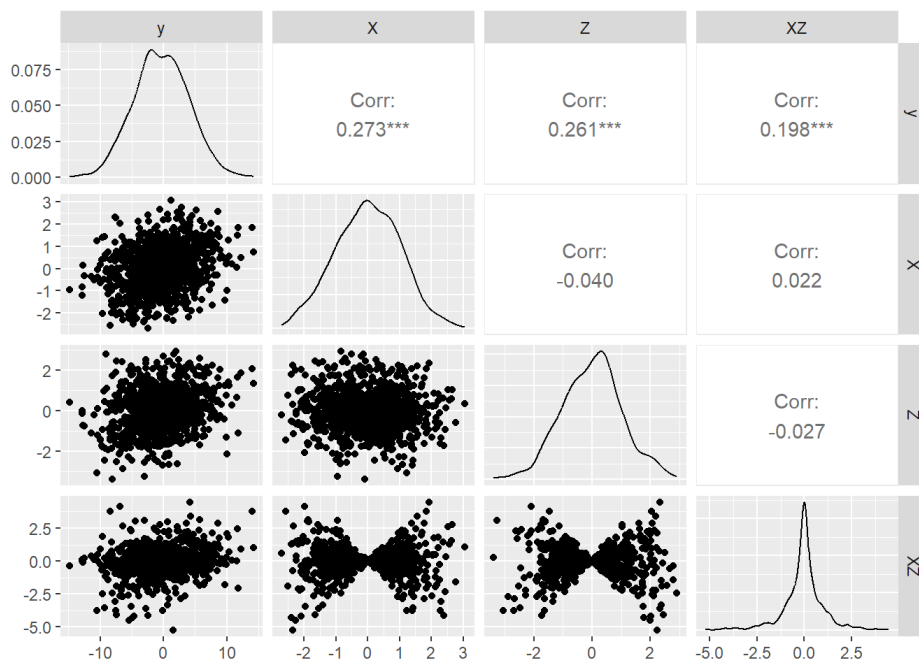 y X Z XZ
0.075
0.050
0.025
0.000
Corr:
0.273***
Corr:
0.261***
Corr:
0.198***
y
3
2
1
0
-1
-2
Corr:
-0.040
Corr:
0.022
X
2
0
-2
Corr:
-0.027
Z
2.5
0.0
-2.5
-5.0
XZ
-10 0 10 -2 -1 0 1 2 3 -2 0 2 -5.0 -2.5 0.0 2.5